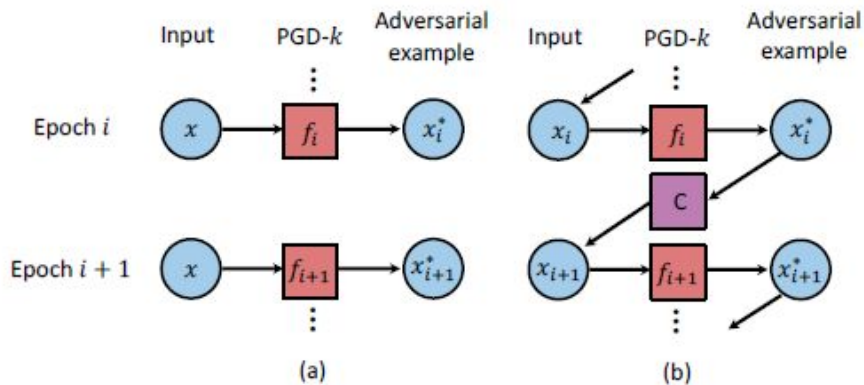 Input PGD-k Adversarial example
⋮
Epoch i x f_i x_i^*
Epoch i + 1 x f_{i+1} x_{i+1}^*
⋮
(a)
Input PGD-k Adversarial example
⋮
x_i f_i x_i^*
C
x_{i+1} f_{i+1} x_{i+1}^*
⋮
(b)